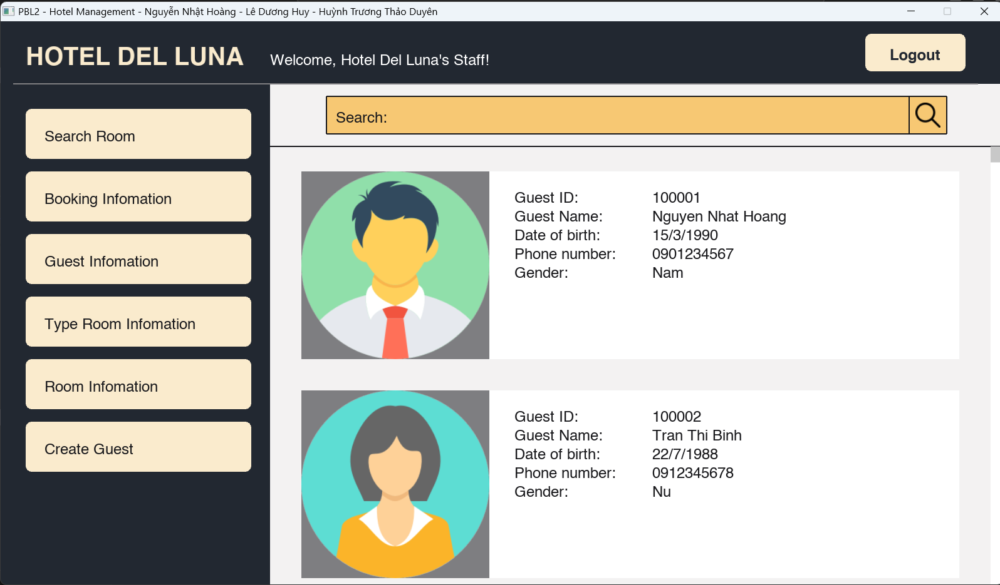 PBL2 - Hotel Management - Nguyễn Nhật Hoàng - Lê Dương Huy - Huỳnh Trương Thảo Duyên
HOTEL DEL LUNA
Welcome, Hotel Del Luna's Staff!
Logout
Search Room
Booking Infomation
Guest Infomation
Type Room Infomation
Room Infomation
Create Guest
Search:
Guest ID: 100001
Guest Name: Nguyen Nhat Hoang
Date of birth: 15/3/1990
Phone number: 0901234567
Gender: Nam
Guest ID: 100002
Guest Name: Tran Thi Binh
Date of birth: 22/7/1988
Phone number: 0912345678
Gender: Nu